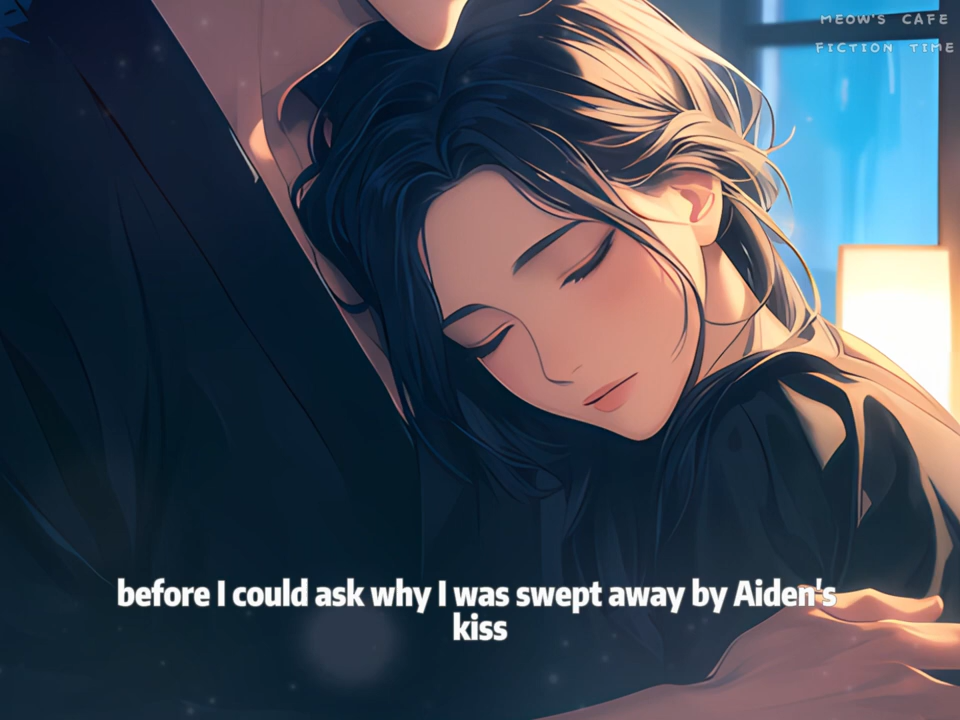 MEOW'S CAFE
FICTION TIME
before I could ask why I was swept away by Aiden's
kiss